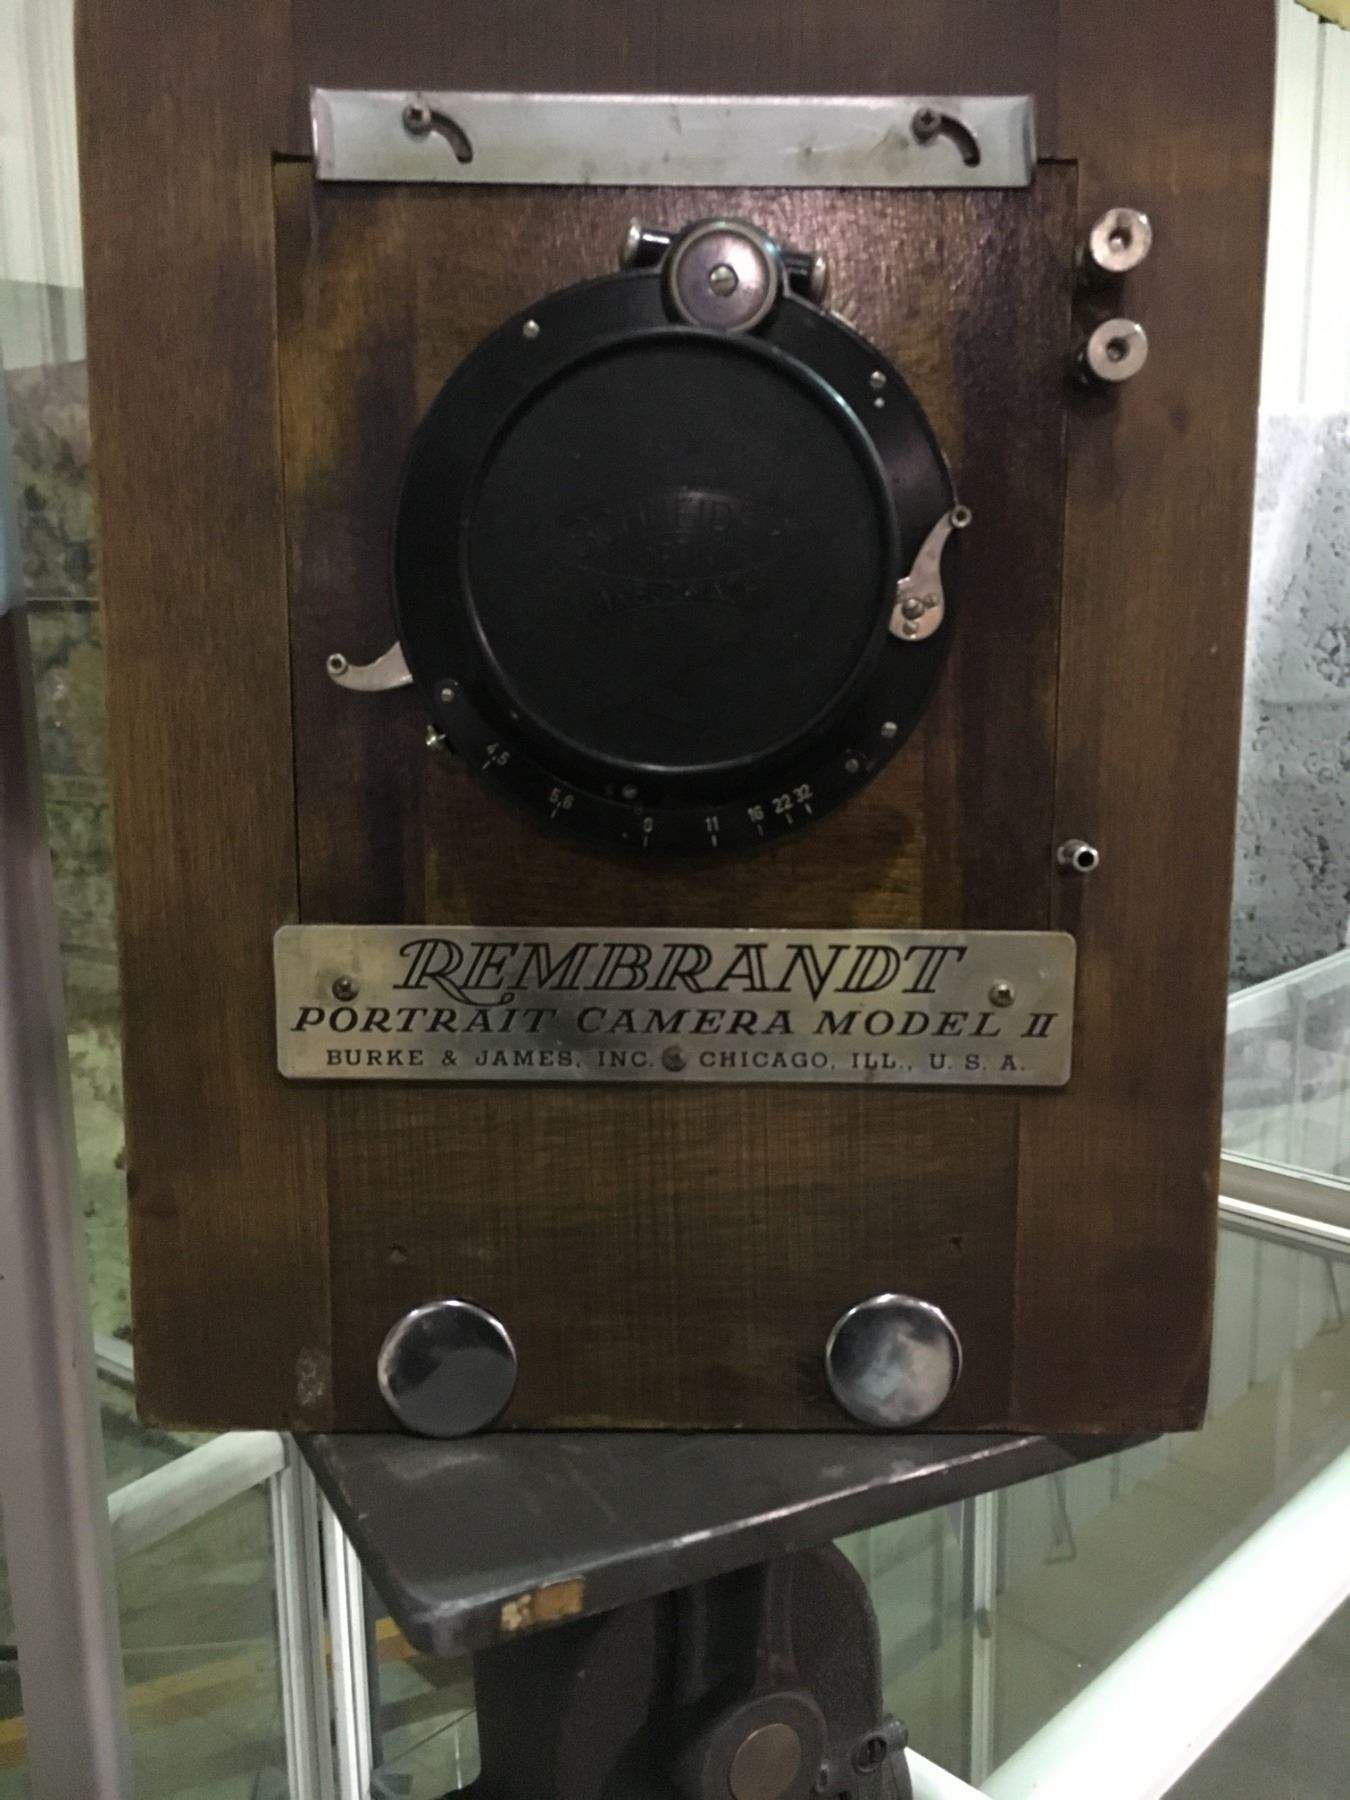 4,5 5,6 8 11 16 22 32
REMBRANDT
PORTRAIT CAMERA MODEL II
BURKE & JAMES, INC. CHICAGO, ILL., U. S. A.